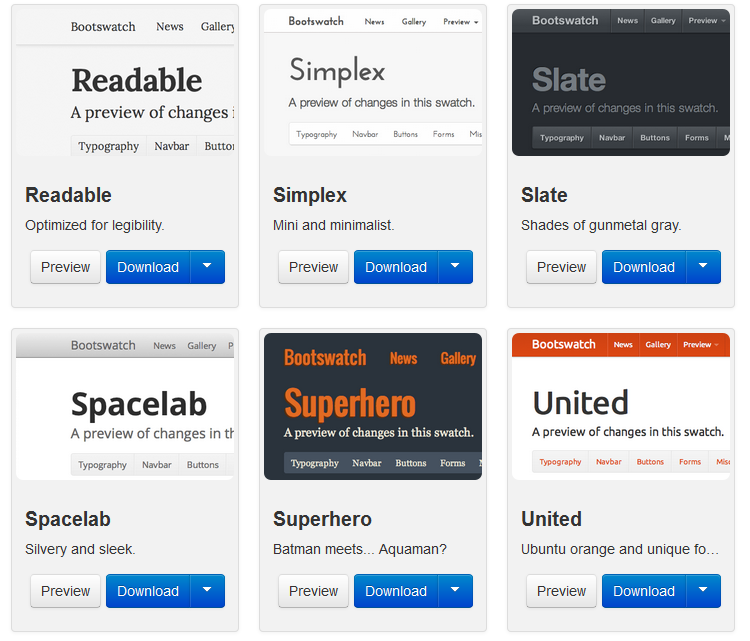 Bootswatch News Gallery
Readable
A preview of changes i
Typography Navbar Button
Readable
Optimized for legibility.
Preview Download
Bootswatch News Gallery Preview
Simplex
A preview of changes in this swatch.
Typography Navbar Buttons Forms Mis
Simplex
Mini and minimalist.
Preview Download
Bootswatch News Gallery Preview
Slate
A preview of changes in this swatch.
Typography Navbar Buttons Forms M
Slate
Shades of gunmetal gray.
Preview Download
Bootswatch News Gallery P
Spacelab
A preview of changes in th
Typography Navbar Buttons
Spacelab
Silvery and sleek.
Preview Download
Bootswatch News Gallery
Superhero
A preview of changes in this swatch.
Typography Navbar Buttons Forms
Superhero
Batman meets... Aquaman?
Preview Download
Bootswatch News Gallery Preview
United
A preview of changes in this swatch.
Typography Navbar Buttons Forms Misc
United
Ubuntu orange and unique fo…
Preview Download